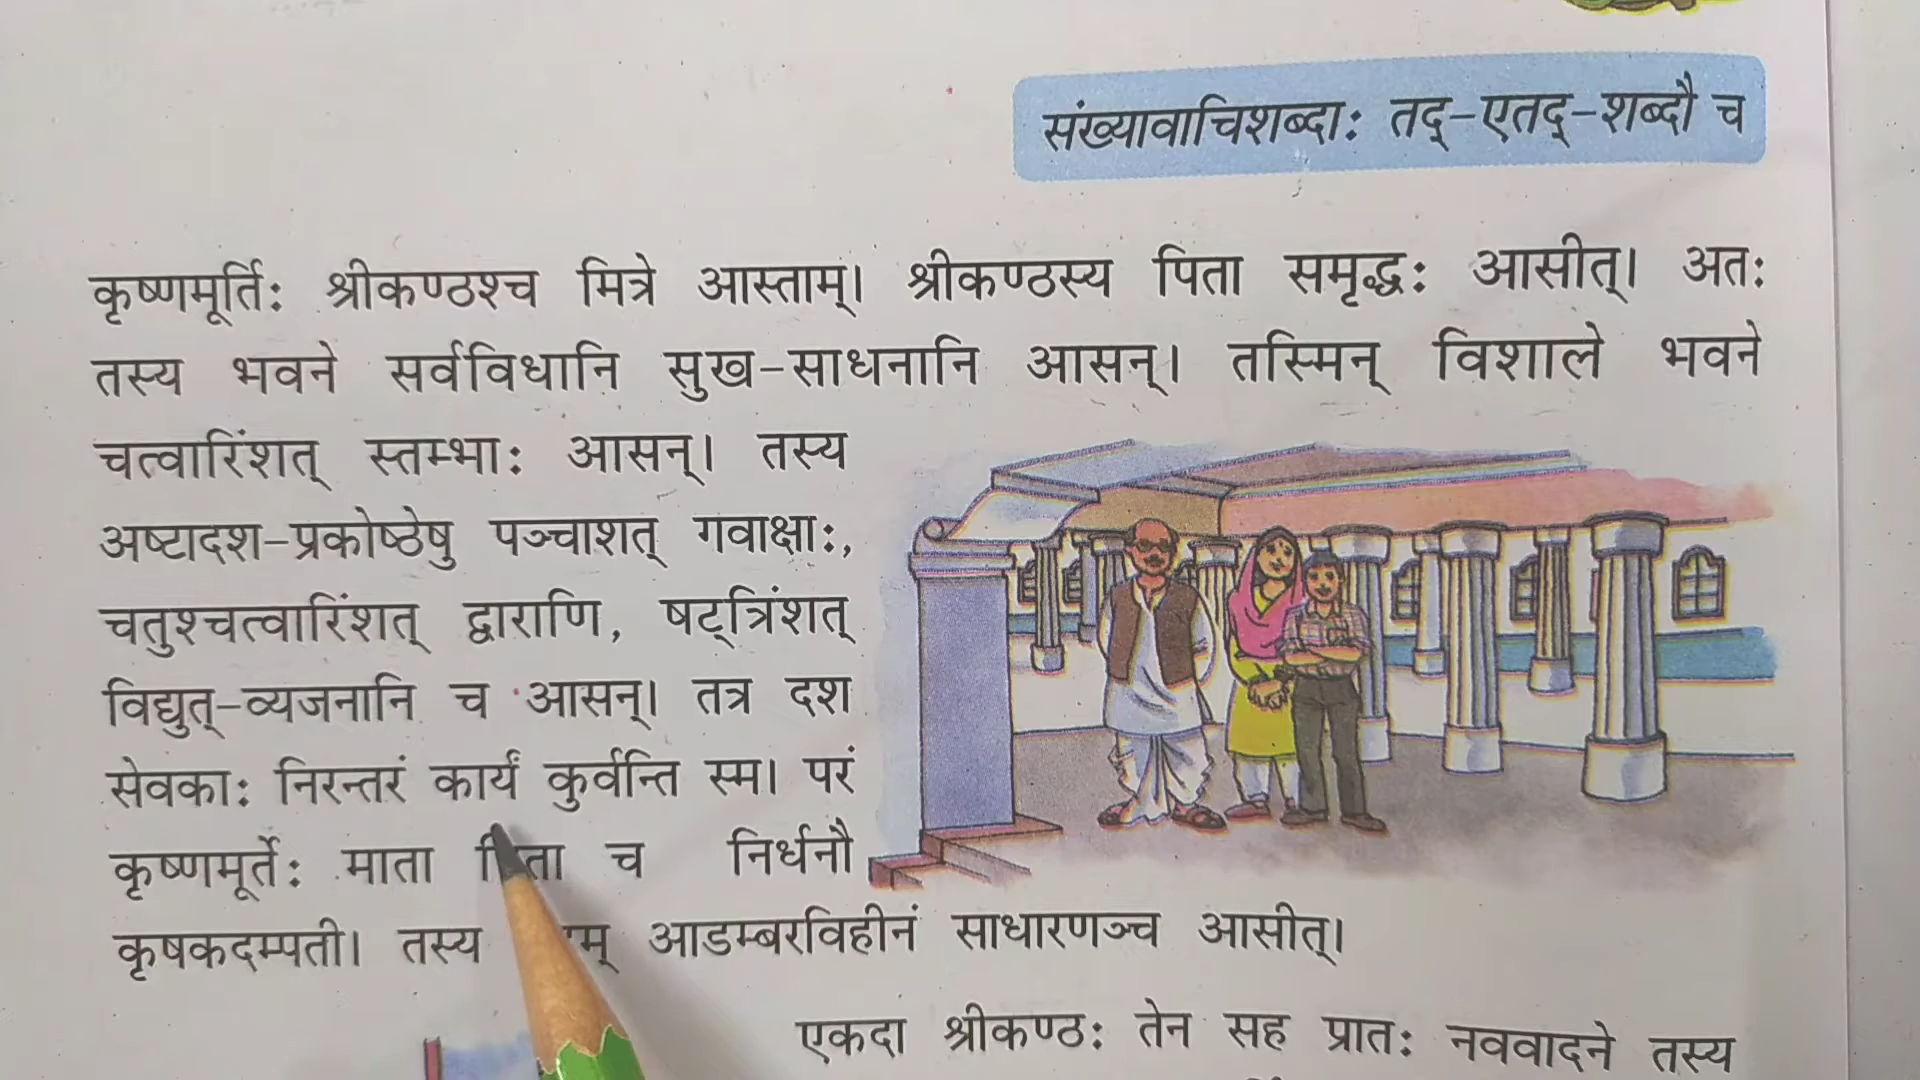 संख्यावाचिशब्दाः तद्-एतद्-शब्दौ च
कृष्णमूर्तिः श्रीकण्ठश्च मित्रे आस्ताम्। श्रीकण्ठस्य पिता समृद्धः आसीत्। अतः
तस्य भवने सर्वविधानि सुख-साधनानि आसन्। तस्मिन् विशाले भवने
चत्वारिंशत् स्तम्भाः आसन्। तस्य
अष्टादश-प्रकोष्ठेषु पञ्चाशत् गवाक्षाः,
चतुश्चत्वारिंशत् द्वाराणि, षट्त्रिंशत्
विद्युत्-व्यजनानि च आसन्। तत्र दश
सेवकाः निरन्तरं कार्यं कुर्वन्ति स्म। परं
कृष्णमूर्तेः माता पिता च निर्धनौ
कृषकदम्पती। तस्य आडम्बरविहीनं साधारणञ्च आसीत्।
एकदा श्रीकण्ठः तेन सह प्रातः नववादने तस्य